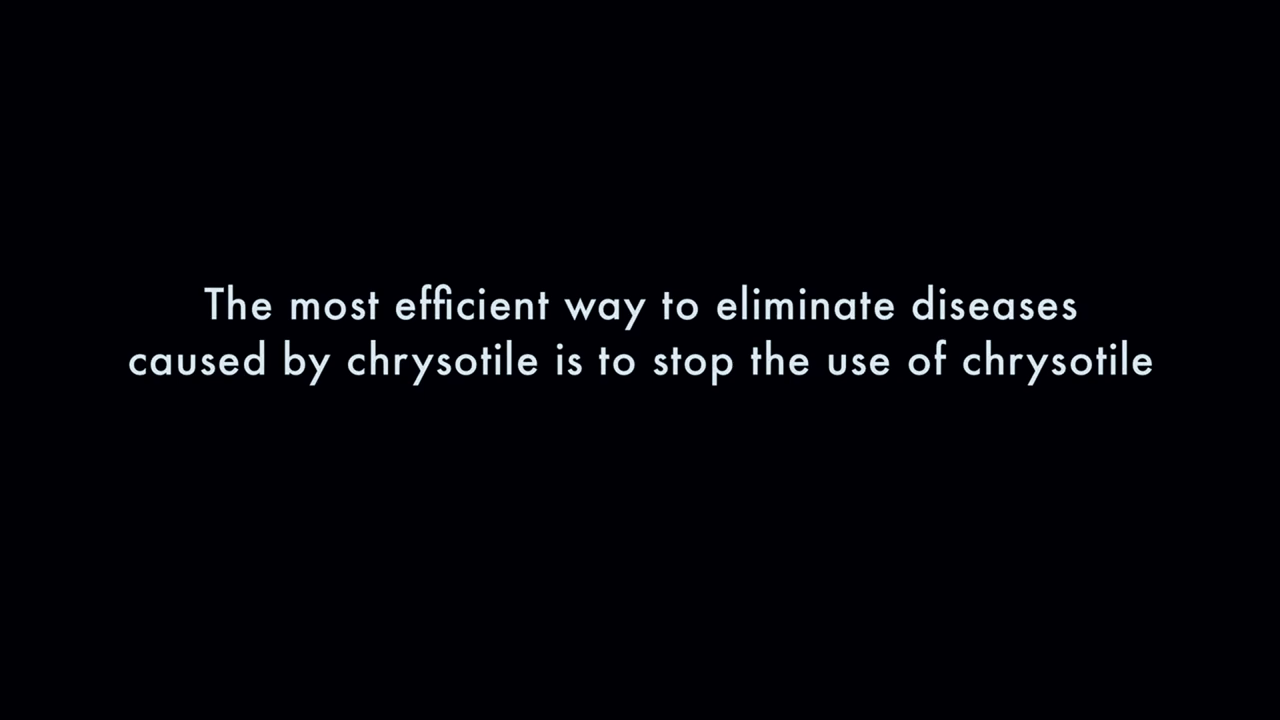 The most efficient way to eliminate diseases
caused by chrysotile is to stop the use of chrysotile